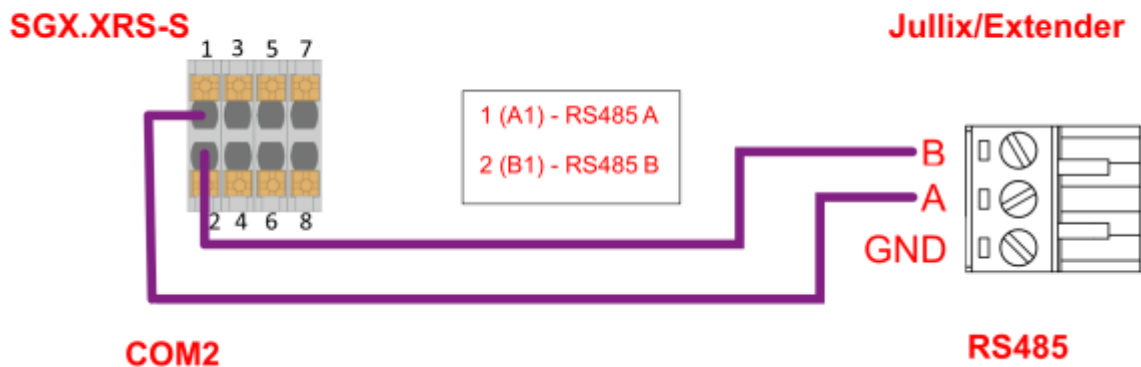 SGX.XRS-S
Jullix/Extender
1 3 5 7
1 (A1) - RS485 A
2 (B1) - RS485 B
B
A
GND
2 4 6 8
COM2
RS485